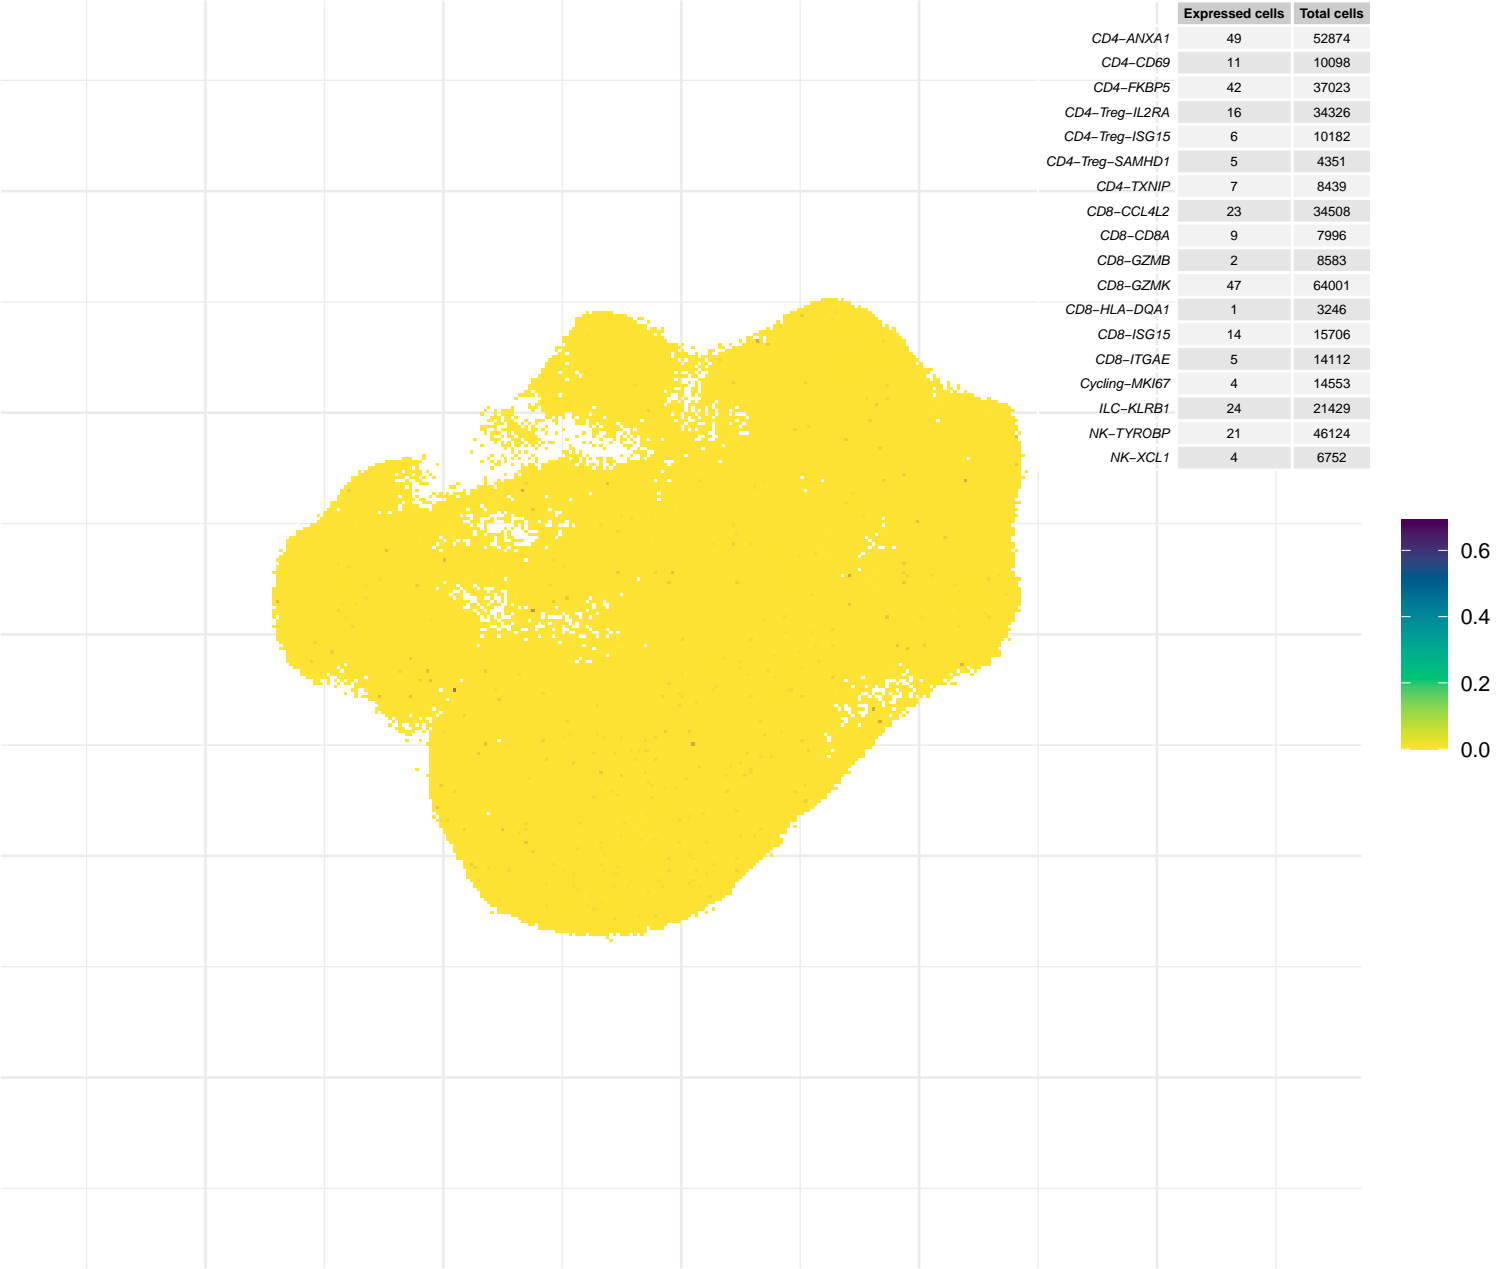 Expressed cells Total cells
CD4−ANXA1 49 52874
CD4−CD69 11 10098
CD4−FKBP5 42 37023
CD4−Treg−IL2RA 16 34326
CD4−Treg−ISG15 6 10182
CD4−Treg−SAMHD1 5 4351
CD4−TXNIP 7 8439
CD8−CCL4L2 23 34508
CD8−CD8A 9 7996
CD8−GZMB 2 8583
CD8−GZMK 47 64001
CD8−HLA−DQA1 1 3246
CD8−ISG15 14 15706
CD8−ITGAE 5 14112
Cycling−MKI67 4 14553
ILC−KLRB1 24 21429
NK−TYROBP 21 46124
NK−XCL1 4 6752
0.6
0.4
0.2
0.0